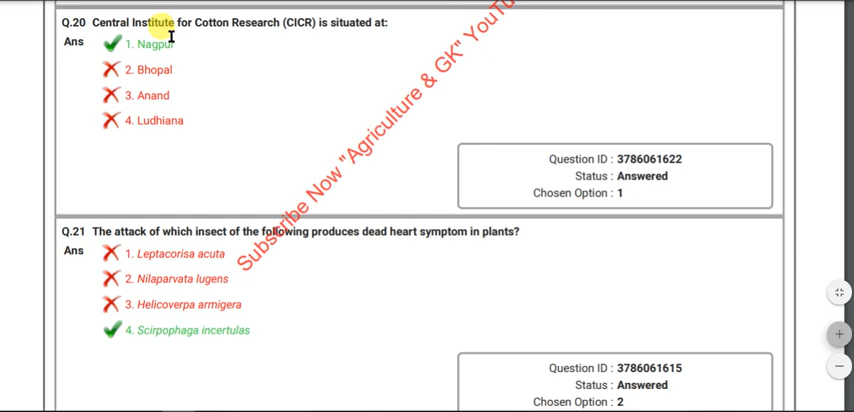 Q.20 Central Institute for Cotton Research (CICR) is situated at:
Ans 1. Nagpur
2. Bhopal
3. Anand
4. Ludhiana
Question ID : 3786061622
Status : Answered
Chosen Option : 1
Subscribe Now "Agriculture & GK" YouTu
Q.21 The attack of which insect of the following produces dead heart symptom in plants?
Ans 1. Leptacorisa acuta
2. Nilaparvata lugens
3. Helicoverpa armigera
4. Scirpophaga incertulas
Question ID : 3786061615
Status : Answered
Chosen Option : 2